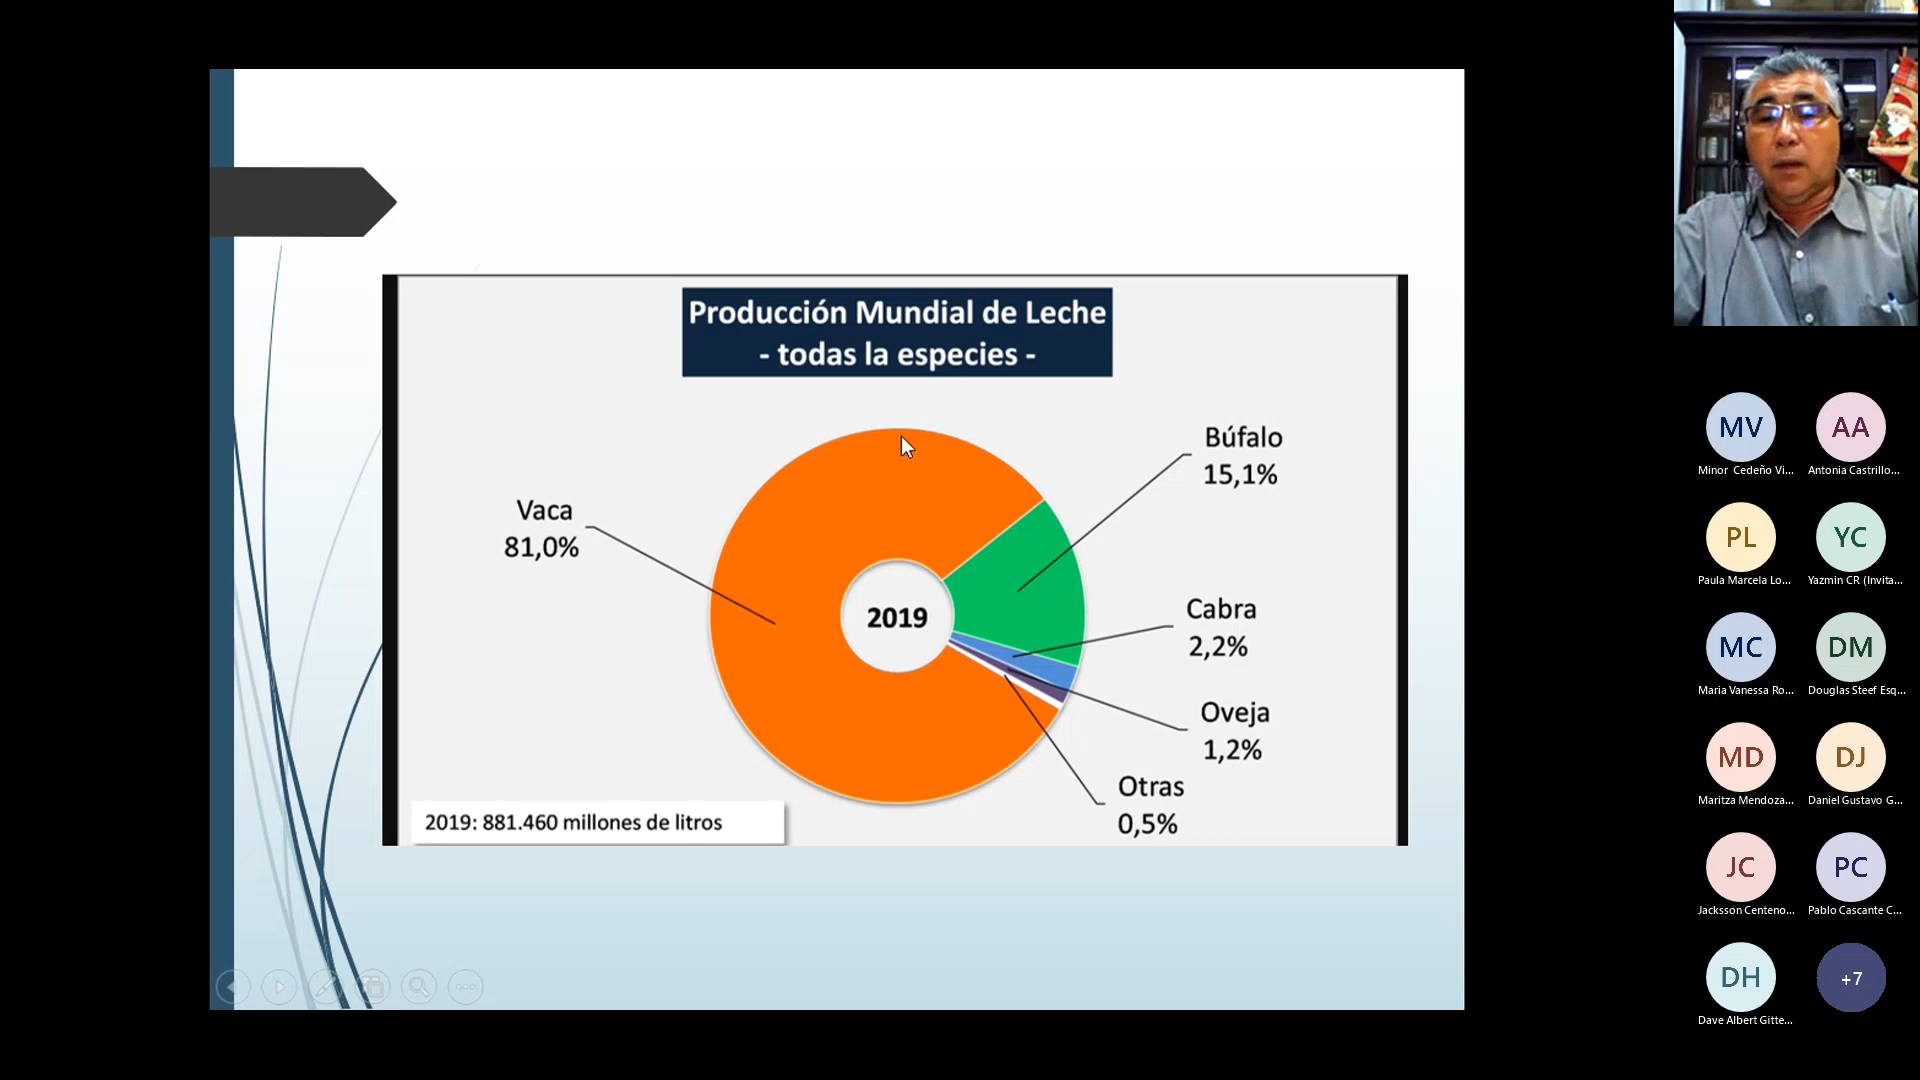 Producción Mundial de Leche
- todas la especies -
Búfalo
15,1%
Vaca
81,0%
2019
Cabra
2,2%
Oveja
1,2%
Otras
0,5%
2019: 881.460 millones de litros
MV
Minor Cedeño Vi...
AA
Antonia Castrillo...
PL
Paula Marcela Lo...
YC
Yazmin CR (Invita...
MC
Maria Vanessa Ro...
DM
Douglas Steef Esq...
MD
Maritza Mendoza...
DJ
Daniel Gustavo G...
JC
Jacksson Centeno...
PC
Pablo Cascante C...
DH
Dave Albert Gitte...
+7